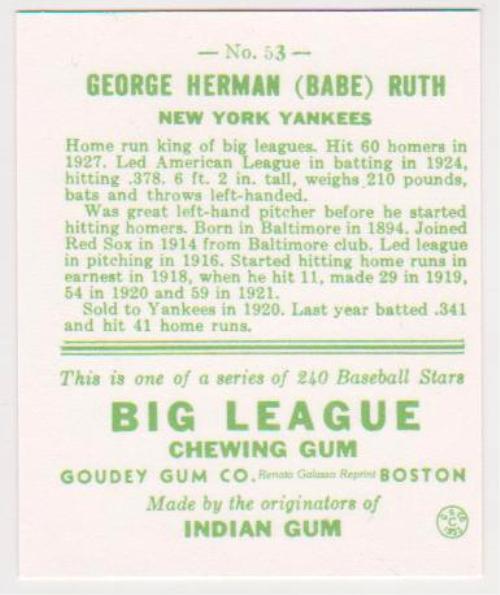 — No. 53 —
GEORGE HERMAN (BABE) RUTH
NEW YORK YANKEES
Home run king of big leagues. Hit 60 homers in
1927. Led American League in batting in 1924,
hitting .378. 6 ft. 2 in. tall, weighs 210 pounds,
bats and throws left-handed.
Was great left-hand pitcher before he started
hitting homers. Born in Baltimore in 1894. Joined
Red Sox in 1914 from Baltimore club. Led league
in pitching in 1916. Started hitting home runs in
earnest in 1918, when he hit 11, made 29 in 1919,
54 in 1920 and 59 in 1921.
Sold to Yankees in 1920. Last year batted .341
and hit 41 home runs.
This is one of a series of 240 Baseball Stars
BIG LEAGUE
CHEWING GUM
GOUDEY GUM CO. Renata Galasso Reprint BOSTON
Made by the originators of
INDIAN GUM